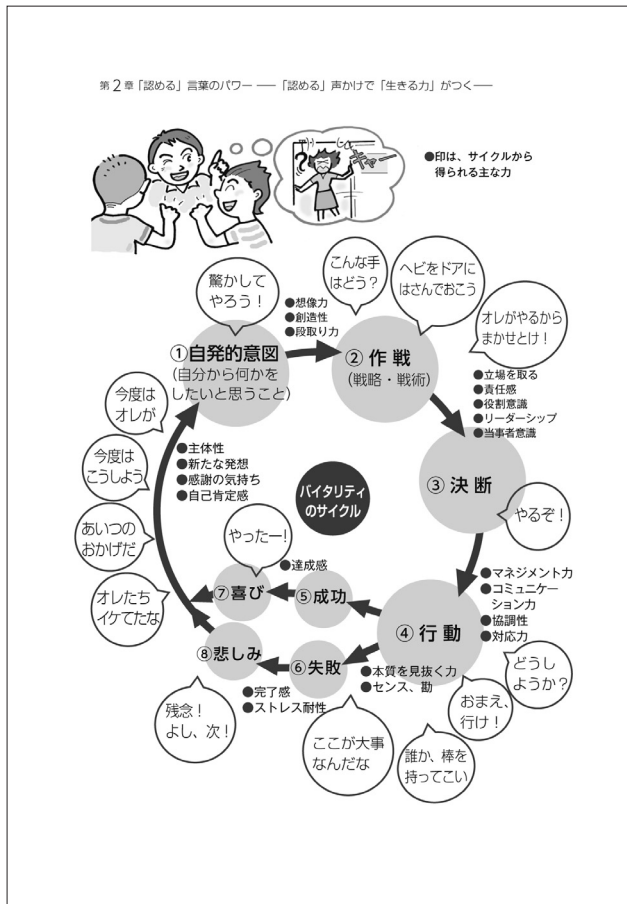 第2章「認める」言葉のパワー ――「認める」声かけで「生きる力」がつく――
?
キャー
●印は、サイクルから
得られる主な力
驚かして
やろう！
こんな手
はどう？
ヘビをドアに
はさんでおこう
オレがやるから
まかせとけ！
①自発的意図
(自分から何かを
したいと思うこと)
●想像力
●創造性
●段取り力
②作戦
(戦略・戦術)
●立場を取る
●責任感
●役割意識
●リーダーシップ
●当事者意識
③決断
やるぞ！
●マネジメント力
●コミュニケー
ション力
●協調性
●対応力
④行動
どうし
ようか？
おまえ、
行け！
誰か、棒を
持ってこい
ここが大事
なんだな
●本質を見抜く力
●センス、勘
⑤成功
●達成感
⑥失敗
●完了感
●ストレス耐性
⑦喜び
やったー！
⑧悲しみ
残念！
よし、次！
オレたち
イケてたな
あいつの
おかげだ
今度は
こうしよう
今度は
オレが
●主体性
●新たな発想
●感謝の気持ち
●自己肯定感
バイタリティ
のサイクル